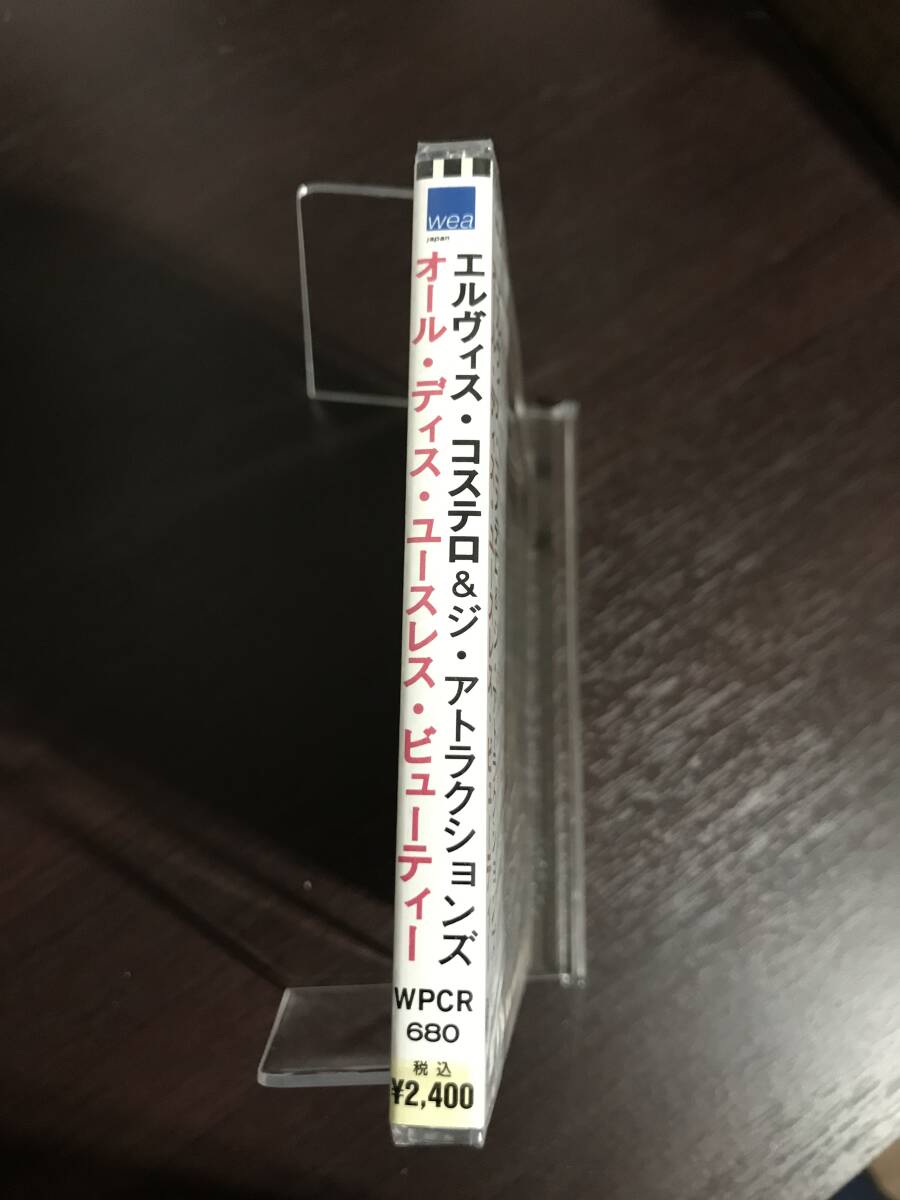 wea
japan
エルヴィス・コステロ&ジ・アトラクションズ
オール・ディス・ユースレス・ビューティー
WPCR
680
税込
¥2,400